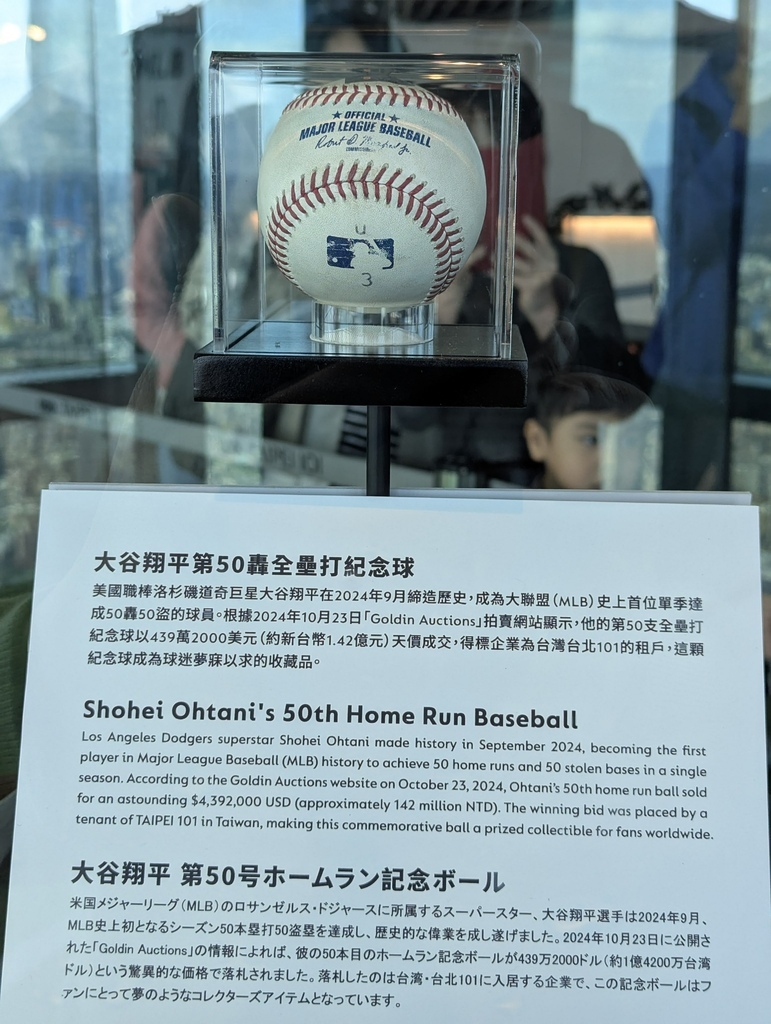 ★ OFFICIAL ★
MAJOR LEAGUE BASEBALL
U
3
大谷翔平第50轟全壘打紀念球
美國職棒洛杉磯道奇巨星大谷翔平在2024年9月締造歷史,成為大聯盟(MLB)史上首位單季達
成50轟50盜的球員。根據2024年10月23日「Goldin Auctions」拍賣網站顯示,他的第50支全壘打
紀念球以439萬2000美元(約新台幣1.42億元)天價成交,得標企業為台灣台北101的租戶,這顆
紀念球成為球迷夢寐以求的收藏品。
Shohei Ohtani's 50th Home Run Baseball
Los Angeles Dodgers superstar Shohei Ohtani made history in September 2024, becoming the first
player in Major League Baseball (MLB) history to achieve 50 home runs and 50 stolen bases in a single
season. According to the Goldin Auctions website on October 23, 2024, Ohtani's 50th home run ball sold
for an astounding $4,392,000 USD (approximately 142 million NTD). The winning bid was placed by a
tenant of TAIPEI 101 in Taiwan, making this commemorative ball a prized collectible for fans worldwide.
大谷翔平 第50号ホームラン記念ボール
米国メジャーリーグ(MLB)のロサンゼルス・ドジャースに所属するスーパースター、大谷翔平選手は2024年9月、
MLB史上初となるシーズン50本塁打50盗塁を達成し、歴史的な偉業を成し遂げました。2024年10月23日に公開さ
れた「Goldin Auctions」の情報によれば、彼の50本目のホームラン記念ボールが439万2000ドル(約1億4200万台湾
ドル)という驚異的な価格で落札されました。落札したのは台湾・台北101に入居する企業で、この記念ボールはフ
ァンにとって夢のようなコレクターズアイテムとなっています。